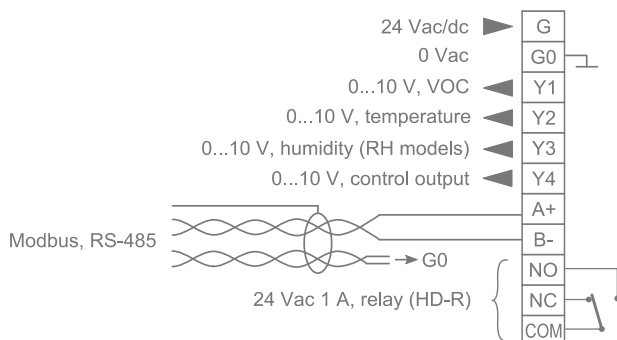 24 Vac/dc G
0 Vac G0
0...10 V, VOC Y1
0...10 V, temperature Y2
0...10 V, humidity (RH models) Y3
0...10 V, control output Y4
A+
Modbus, RS-485 B-
G0
NO
24 Vac 1 A, relay (HD-R) NC
COM